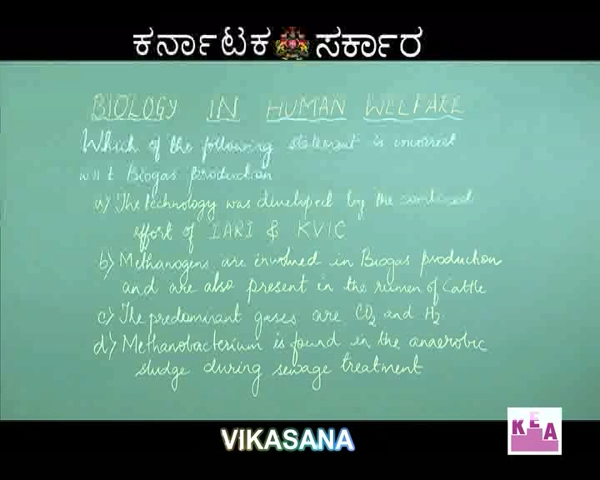 ಕರ್ನಾಟಕ ಸರ್ಕಾರ
BIOLOGY IN HUMAN WELFARE
Which of the following statement is incorrect
w.r.t Biogas production
a) The technology was developed by the combined
effort of IARI & KVIC
b) Methanogens are involved in Biogas production
and are also present in the rumen of Cattle
c) The predominant gases are CO2 and H2
d) Methanobacterium is found in the anaerobic
sludge during sewage treatment
KEA
VIKASANA